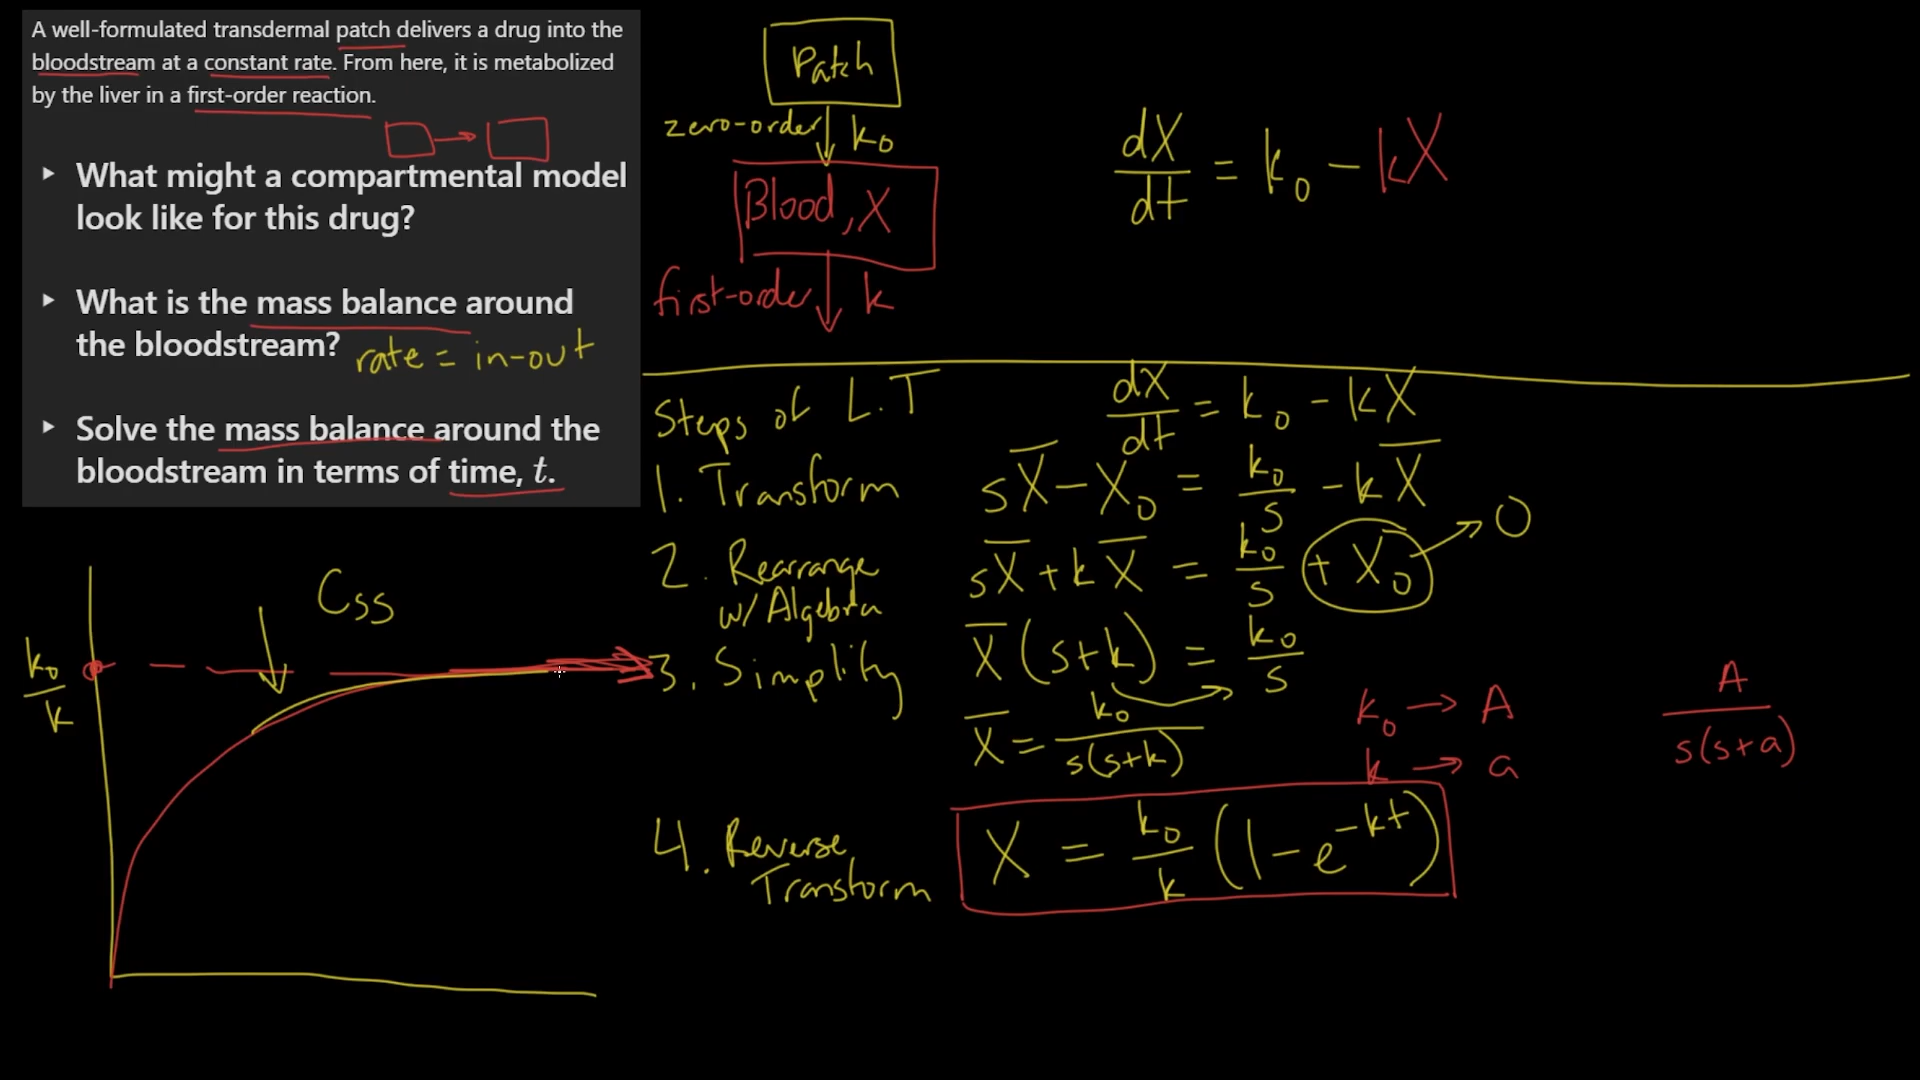 A well-formulated transdermal patch delivers a drug into the
bloodstream at a constant rate. From here, it is metabolized
by the liver in a first-order reaction.
‣ What might a compartmental model
look like for this drug?
‣ What is the mass balance around
the bloodstream?
rate = in-out
‣ Solve the mass balance around the
bloodstream in terms of time, t.
Patch
zero-order k₀
Blood, X
first-order k
dX/dt = k₀ - kX
Steps of L.T
dX/dt = k₀ - kX
1. Transform
sX̅ - X₀ = k₀/s - kX̅
2. Rearrange
w/ Algebra
sX̅ + kX̅ = k₀/s + X̅₀ → 0
3. Simplify
X̅(s+k) = k₀/s
X̅ = k₀/s(s+k)
k₀ → A
k → a
A/s(s+a)
4. Reverse
Transform
X = k₀/k (1 - e^-kt)
Css
k₀/k